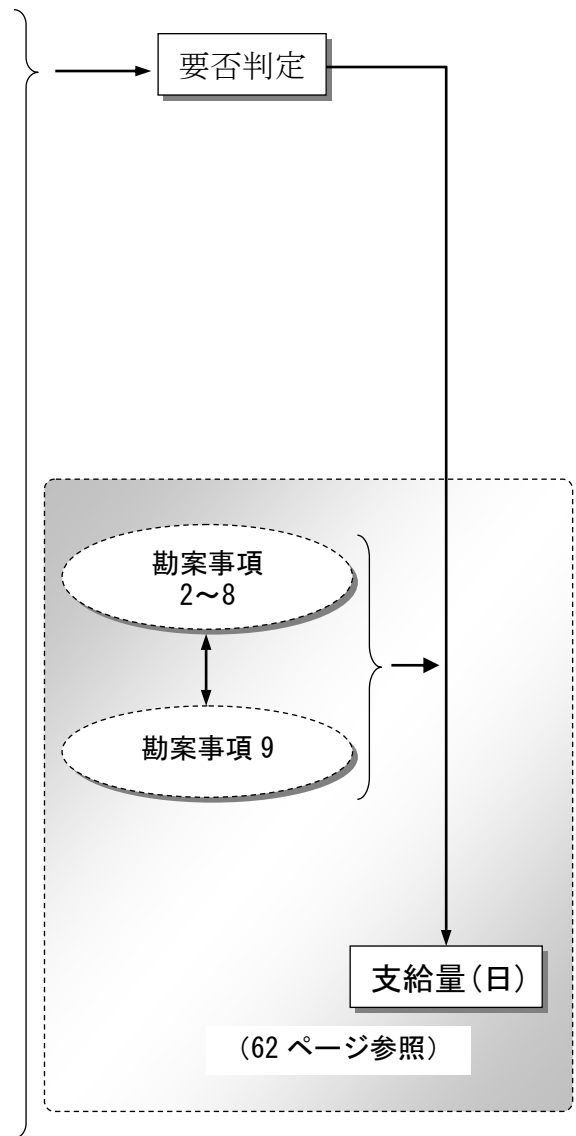 要否判定
勘案事項
2～8
勘案事項 9
支給量(日)
(62 ページ参照)